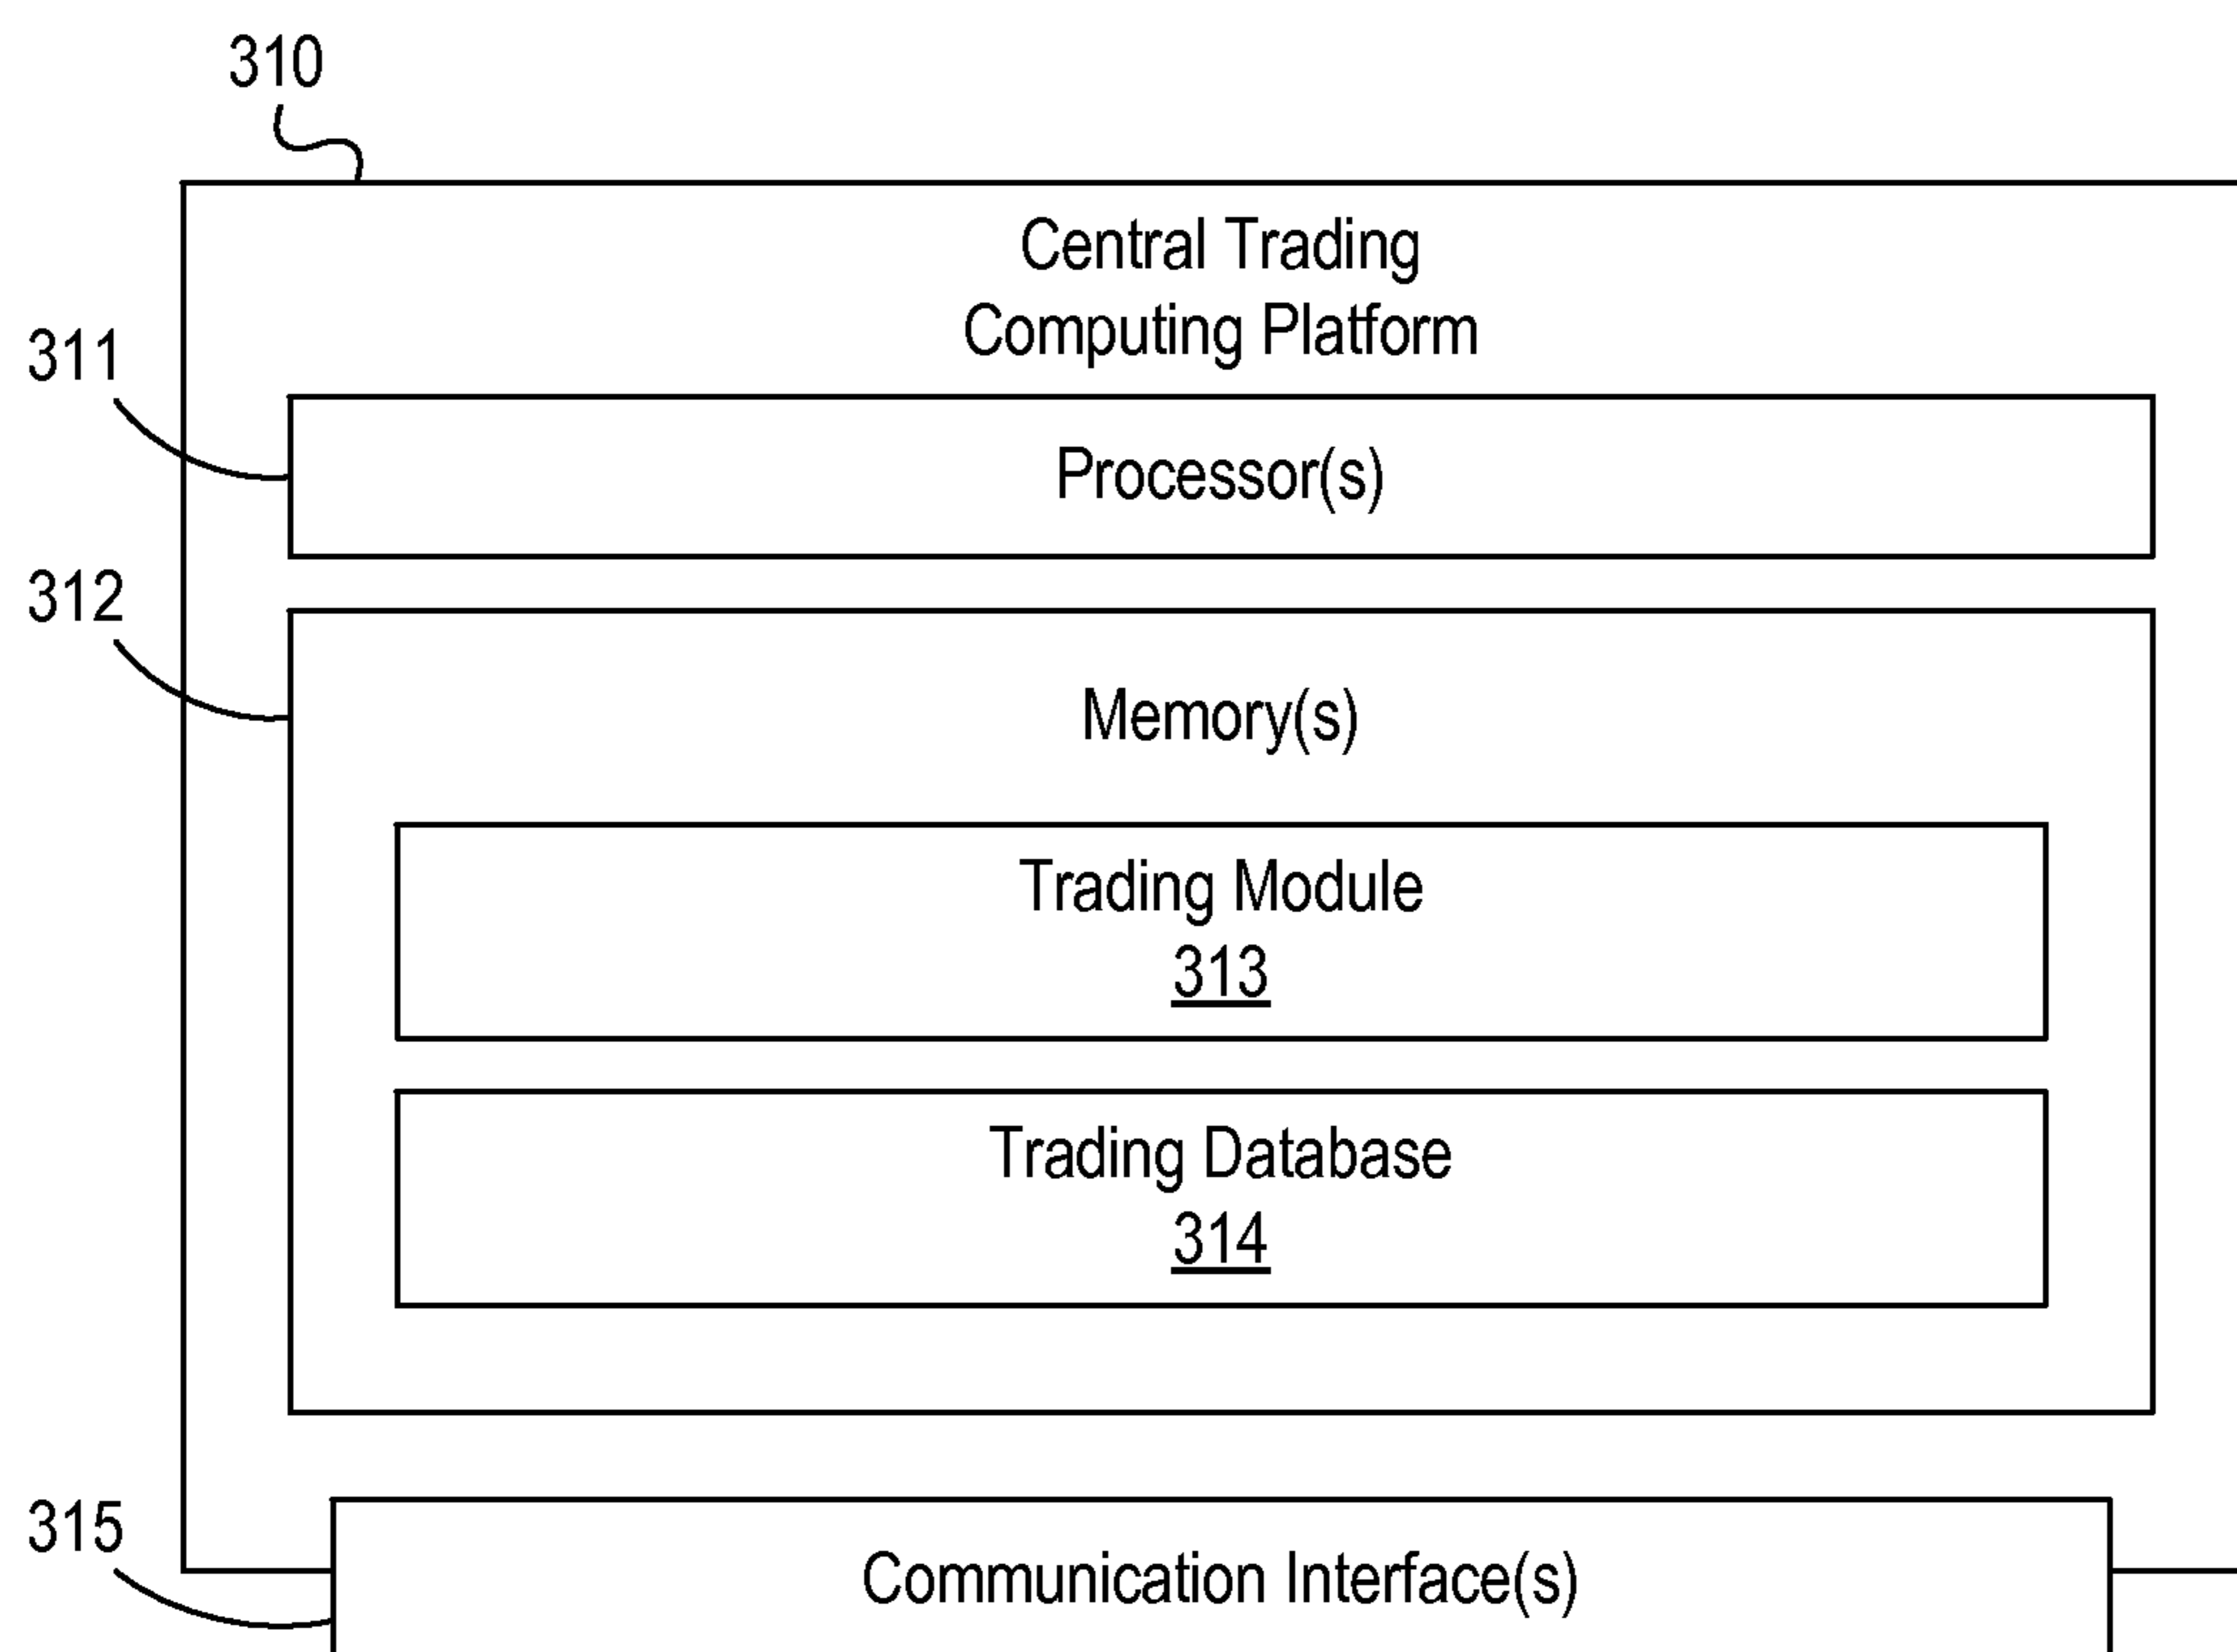 310
Central Trading
Computing Platform
311
Processor(s)
312
Memory(s)
Trading Module
313
Trading Database
314
315
Communication Interface(s)